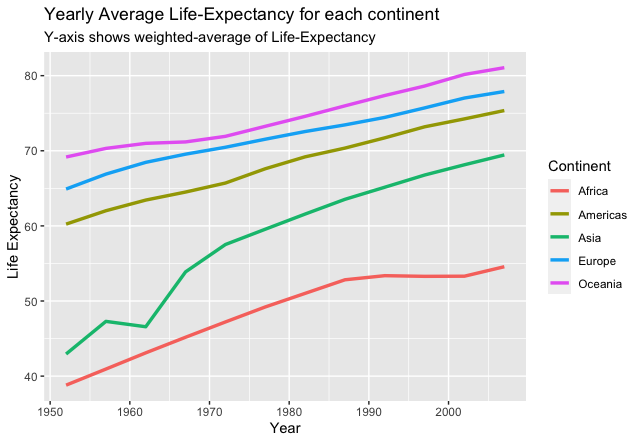 Yearly Average Life-Expectancy for each continent
Y-axis shows weighted-average of Life-Expectancy
80
70
60
50
40
Life Expectancy
1950
1960
1970
1980
1990
2000
Year
Continent
Africa
Americas
Asia
Europe
Oceania